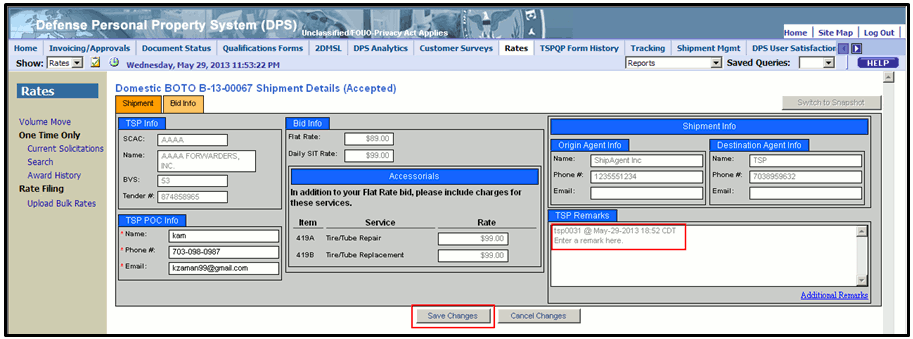 Defense Personal Property System (DPS)
Unclassified/FOUO-Privacy Act Applies
Home | Site Map | Log Out
Home Invoicing/Approvals Document Status Qualifications Forms 2DMSL DPS Analytics Customer Surveys Rates TSPQP Form History Tracking Shipment Mgmt DPS User Satisfaction
Show: Rates Wednesday, May 29, 2013 11:53:22 PM Reports Saved Queries: HELP
Rates
Volume Move
One Time Only
Current Solicitations
Search
Award History
Rate Filing
Upload Bulk Rates
Domestic BOTO B-13-00067 Shipment Details (Accepted)
Shipment Bid Info
Switch to Snapshot
TSP Info
SCAC: AAAA
Name: AAAA FORWARDERS,
INC.
BVS: 53
Tender #: 874858965
TSP POC Info
* Name: kam
* Phone #: 703-098-0987
* Email: kzaman99@gmail.com
Bid Info
Flat Rate: $89.00
Daily SIT Rate: $99.00
Accessorials
In addition to your Flat Rate bid, please include charges for
these services.
Item Service Rate
419A Tire/Tube Repair $99.00
419B Tire/Tube Replacement $99.00
Shipment Info
Origin Agent Info
Name: ShipAgent Inc
Phone #: 1235551234
Email:
Destination Agent Info
Name: TSP
Phone #: 7038959632
Email:
TSP Remarks
tsp0031 @ May-29-2013 18:52 CDT
Enter a remark here.
Additional Remarks
Save Changes Cancel Changes